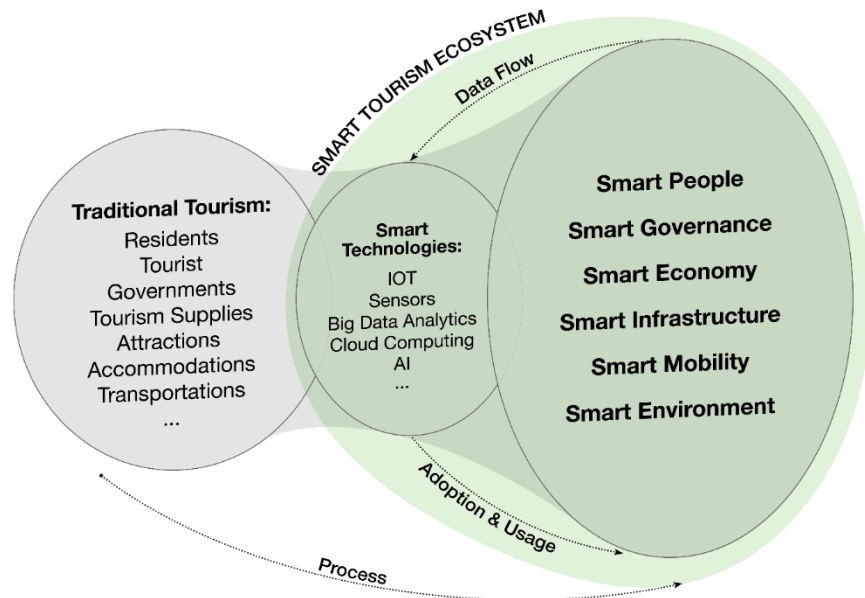 SMART TOURISM ECOSYSTEM
Data Flow
Traditional Tourism:
Residents
Tourist
Governments
Tourism Supplies
Attractions
Accommodations
Transportations
...
Smart
Technologies:
IOT
Sensors
Big Data Analytics
Cloud Computing
AI
...
Smart People
Smart Governance
Smart Economy
Smart Infrastructure
Smart Mobility
Smart Environment
Adoption & Usage
Process